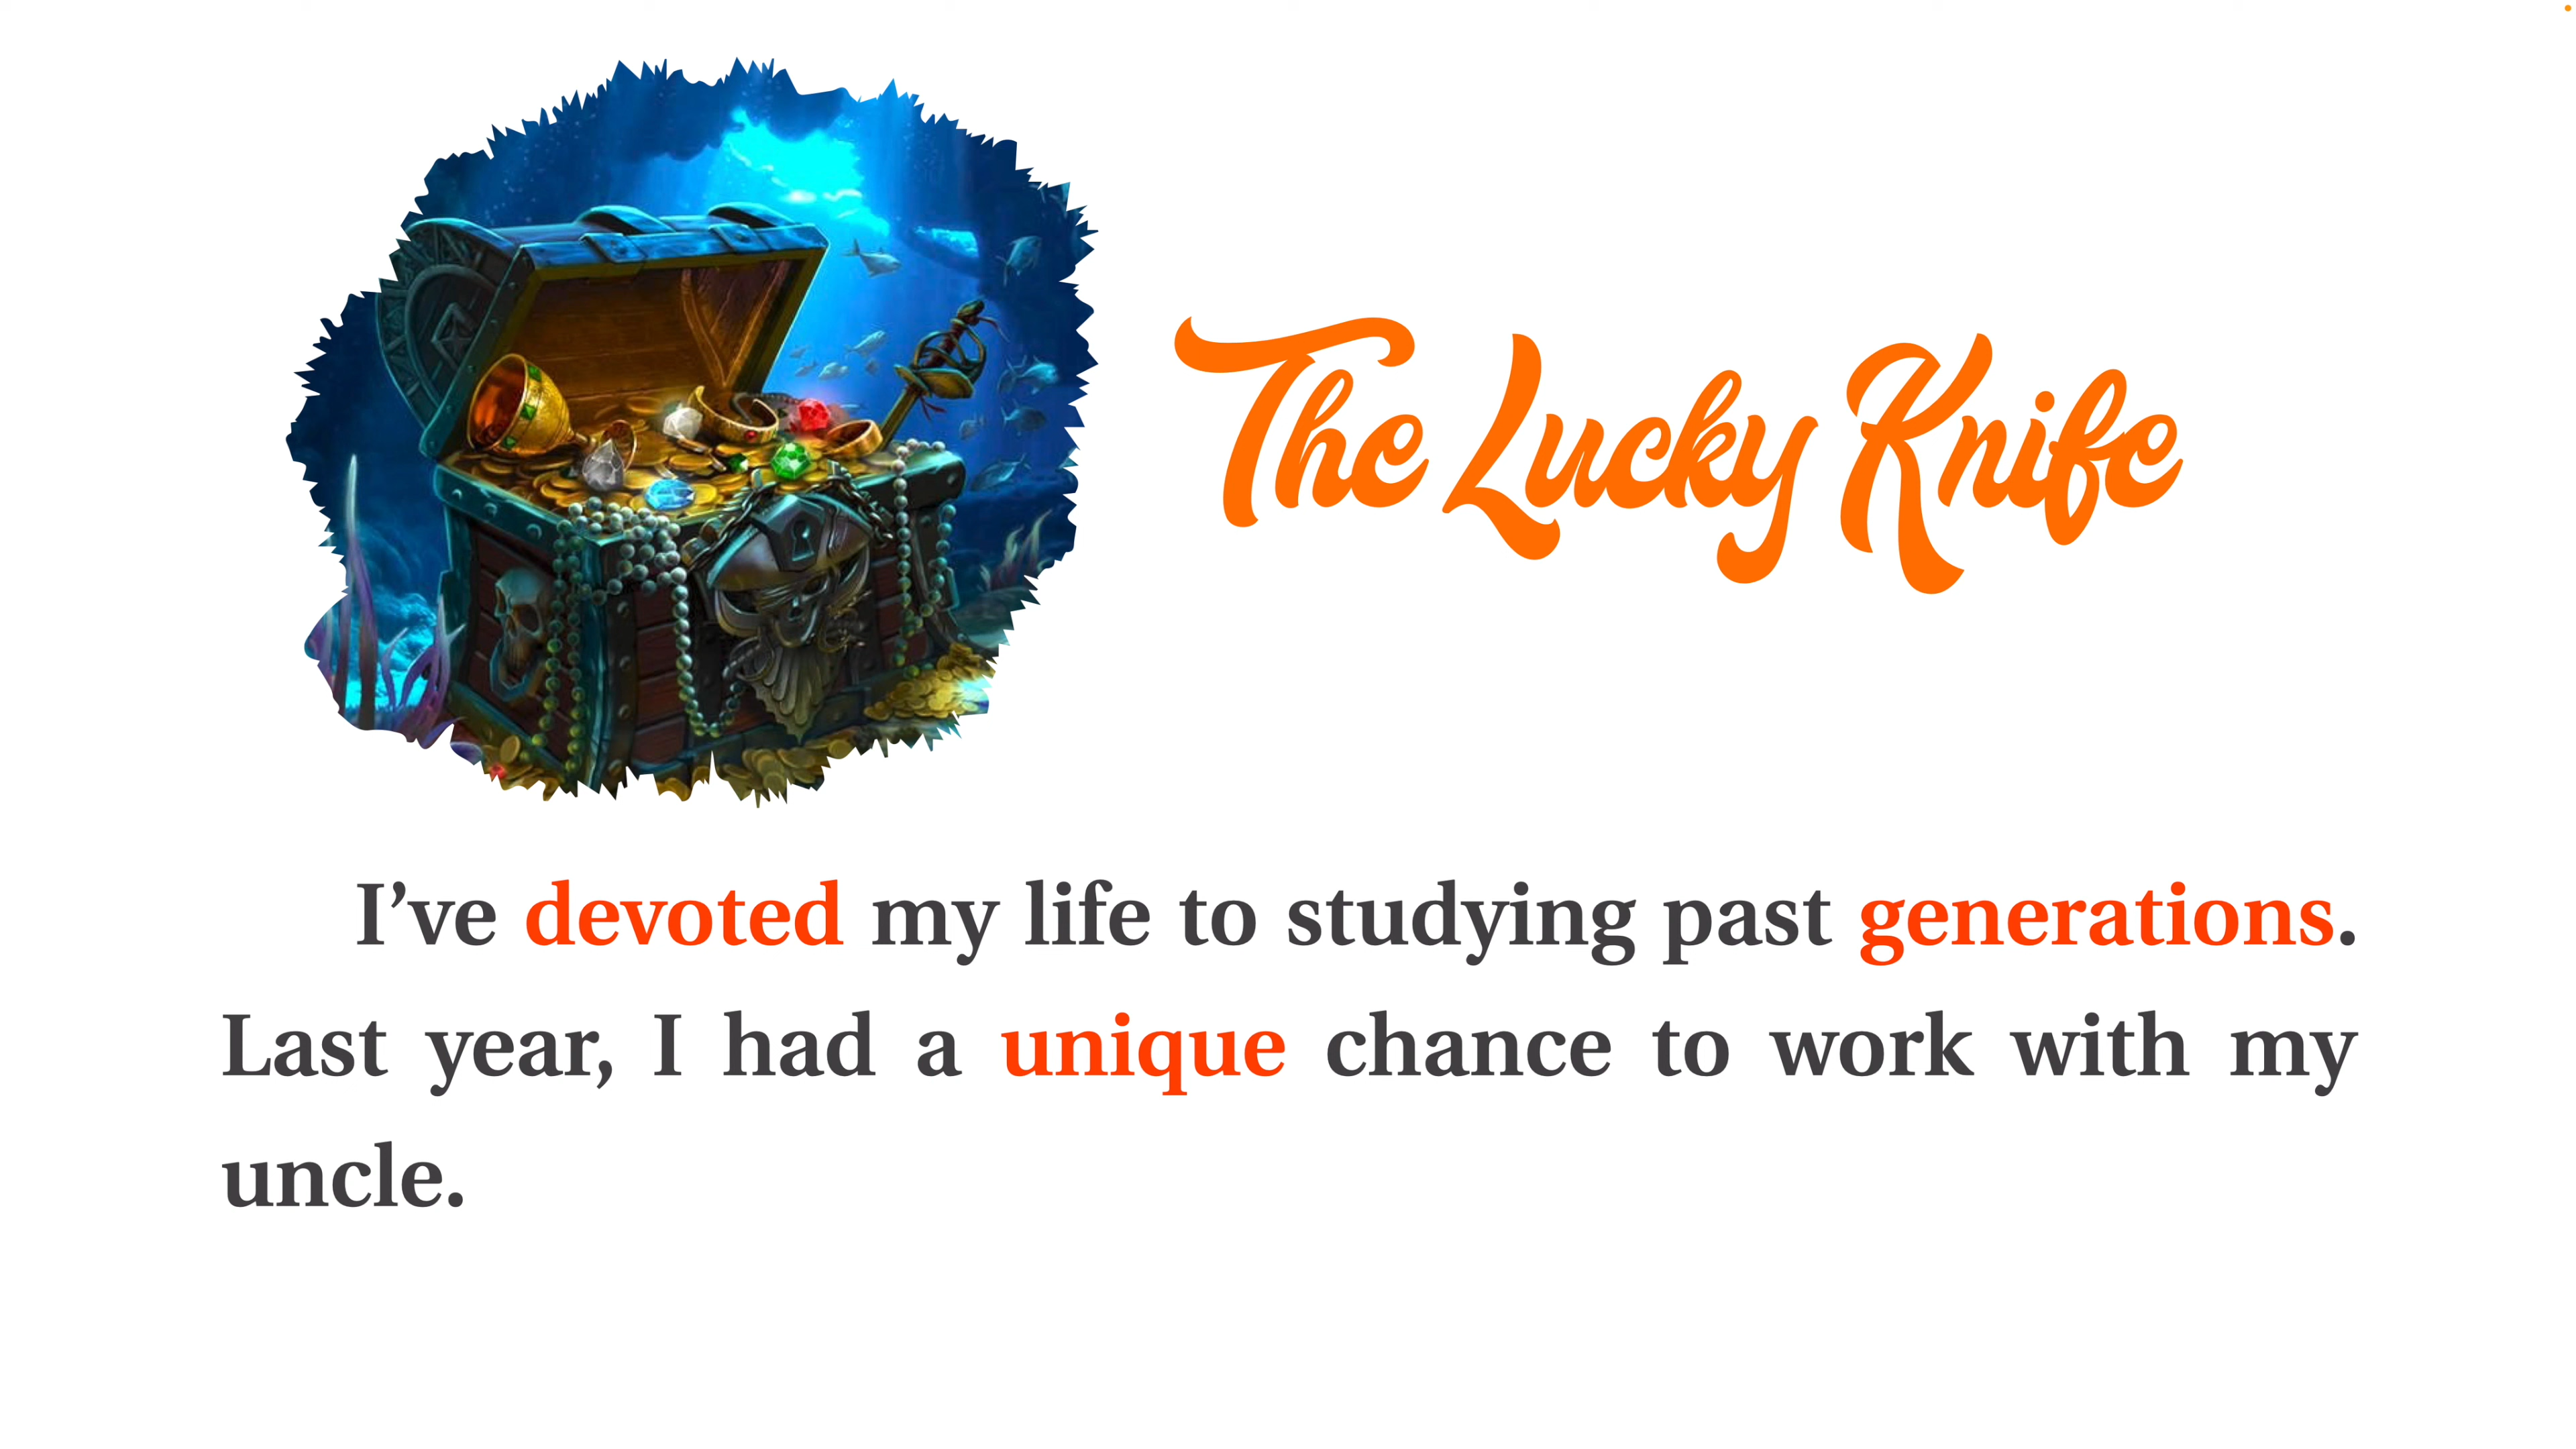 The Lucky Knife
I’ve devoted my life to studying past generations.
Last year, I had a unique chance to work with my
uncle.